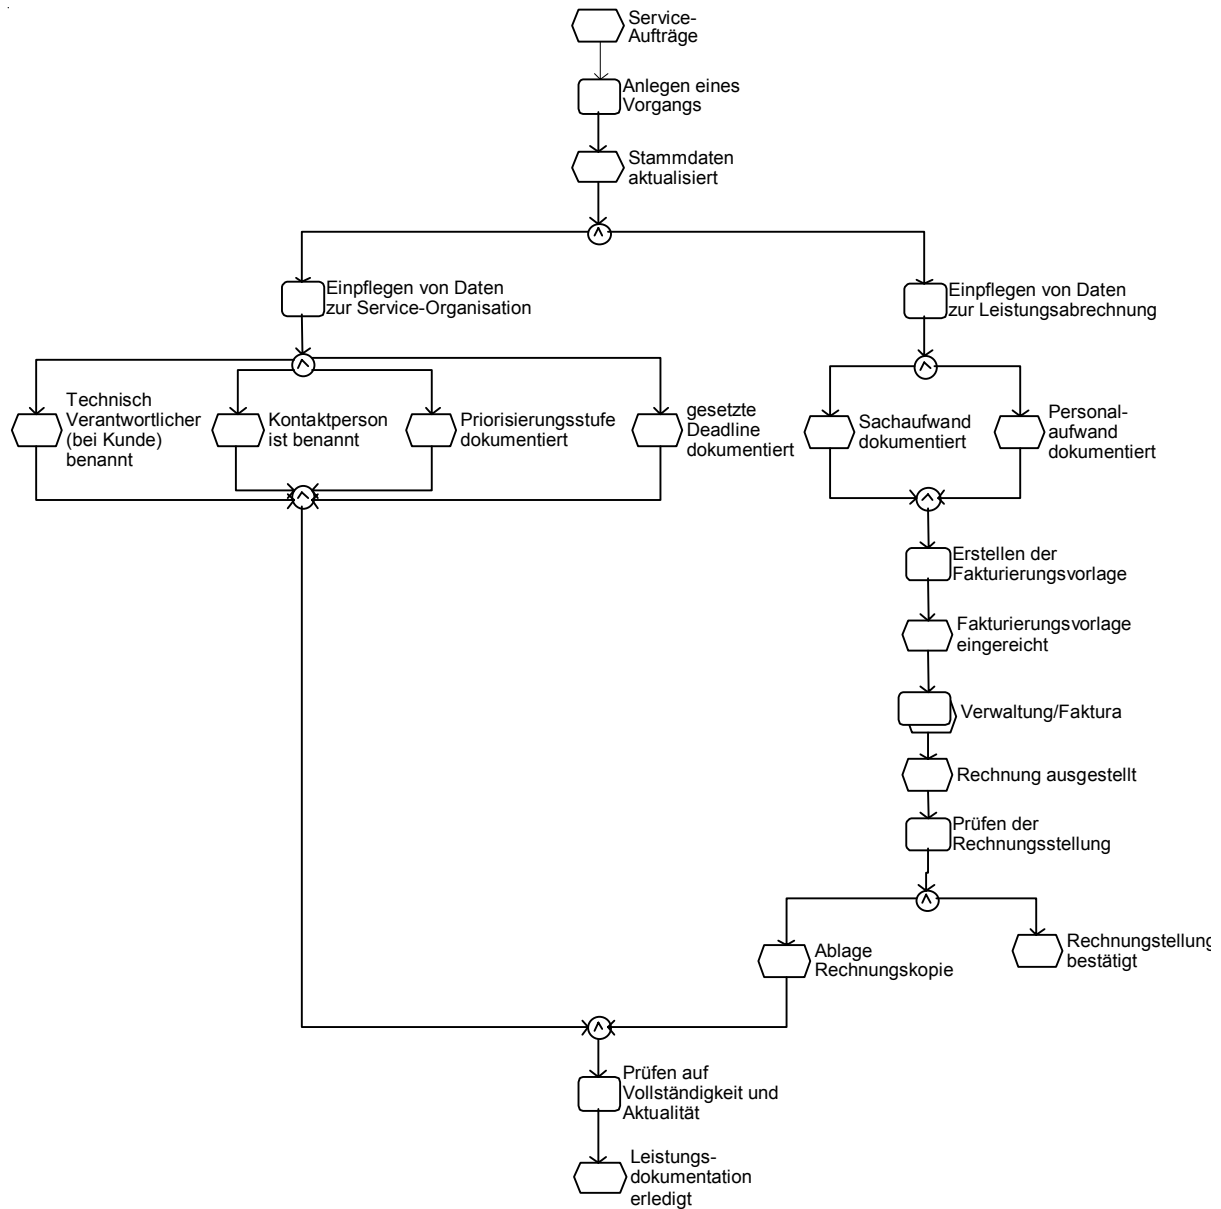 Service-
Aufträge
Anlegen eines
Vorgangs
Stammdaten
aktualisiert
Einpflegen von Daten
zur Service-Organisation
Einpflegen von Daten
zur Leistungsabrechnung
Technisch
Verantwortlicher
(bei Kunde)
benannt
Kontaktperson
ist benannt
Priorisierungsstufe
dokumentiert
gesetzte
Deadline
dokumentiert
Sachaufwand
dokumentiert
Personal-
aufwand
dokumentiert
Erstellen der
Fakturierungsvorlage
Fakturierungsvorlage
eingereicht
Verwaltung/Faktura
Rechnung ausgestellt
Prüfen der
Rechnungsstellung
Ablage
Rechnungskopie
Rechnungstellung
bestätigt
Prüfen auf
Vollständigkeit und
Aktualität
Leistungs-
dokumentation
erledigt